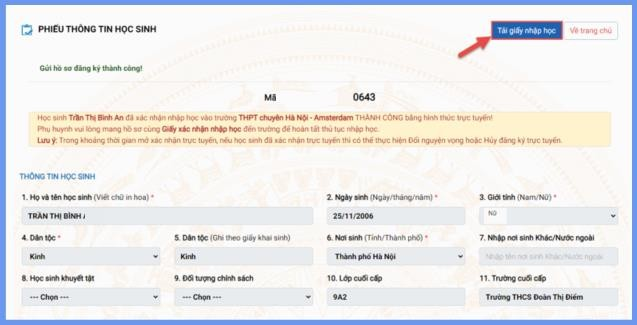 PHIẾU THÔNG TIN HỌC SINH
Tải giấy nhập học
Về trang chủ
Gửi hồ sơ đăng ký thành công!
Mã 0643
Học sinh Trần Thị Bình An đã xác nhận nhập học vào trường THPT chuyên Hà Nội - Amsterdam THÀNH CÔNG bằng hình thức trực tuyến!
Phụ huynh vui lòng mang hồ sơ cùng Giấy xác nhận nhập học đến trường để hoàn tất thủ tục nhập học.
Lưu ý: Trong khoảng thời gian mở xác nhận trực tuyến, nếu học sinh đã xác nhận trực tuyến thì có thể thực hiện Đổi nguyện vọng hoặc Hủy đăng ký trực tuyến.
THÔNG TIN HỌC SINH
1. Họ và tên học sinh (Viết chữ in hoa) *
2. Ngày sinh (Ngày/tháng/năm) *
3. Giới tính (Nam/Nữ) *
TRẦN THỊ BÌNH
25/11/2006
Nữ
4. Dân tộc *
5. Dân tộc (Ghi theo giấy khai sinh)
6. Nơi sinh (Tỉnh/Thành phố) *
7. Nhập nơi sinh Khác/Nước ngoài
Kinh
Kinh
Thành phố Hà Nội
Nhập tên nơi sinh Khác/Nước ngoài
8. Học sinh khuyết tật
9. Đối tượng chính sách
10. Lớp cuối cấp
11. Trường cuối cấp
--- Chọn ---
--- Chọn ---
9A2
Trường THCS Đoàn Thị Điểm